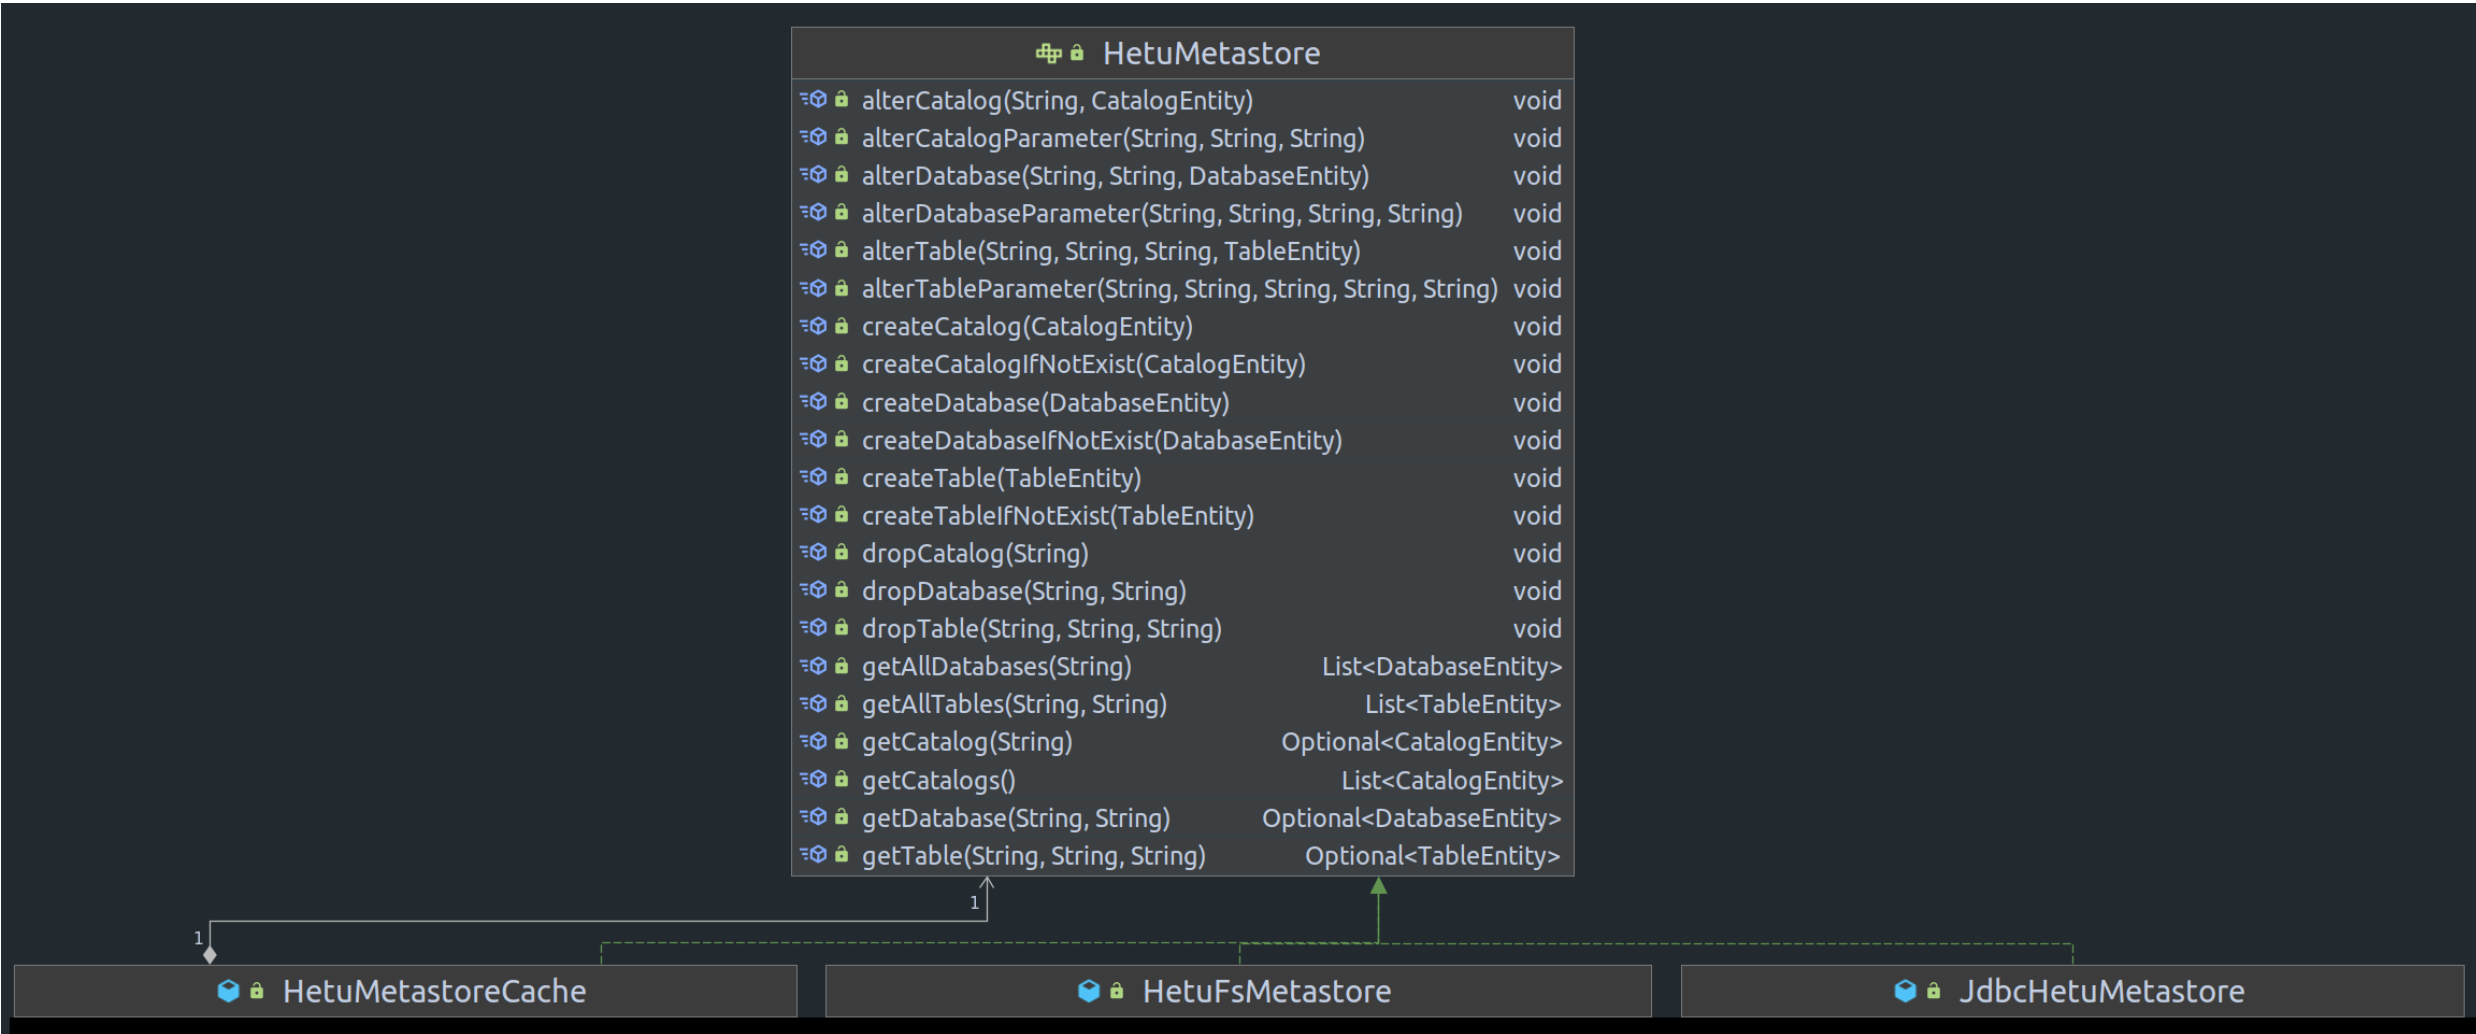 HetuMetastore
alterCatalog(String, CatalogEntity) void
alterCatalogParameter(String, String, String) void
alterDatabase(String, String, DatabaseEntity) void
alterDatabaseParameter(String, String, String, String) void
alterTable(String, String, String, TableEntity) void
alterTableParameter(String, String, String, String, String) void
createCatalog(CatalogEntity) void
createCatalogIfNotExist(CatalogEntity) void
createDatabase(DatabaseEntity) void
createDatabaseIfNotExist(DatabaseEntity) void
createTable(TableEntity) void
createTableIfNotExist(TableEntity) void
dropCatalog(String) void
dropDatabase(String, String) void
dropTable(String, String, String) void
getAllDatabases(String) List<DatabaseEntity>
getAllTables(String, String) List<TableEntity>
getCatalog(String) Optional<CatalogEntity>
getCatalogs() List<CatalogEntity>
getDatabase(String, String) Optional<DatabaseEntity>
getTable(String, String, String) Optional<TableEntity>
1
1
HetuMetastoreCache
HetuFsMetastore
JdbcHetuMetastore